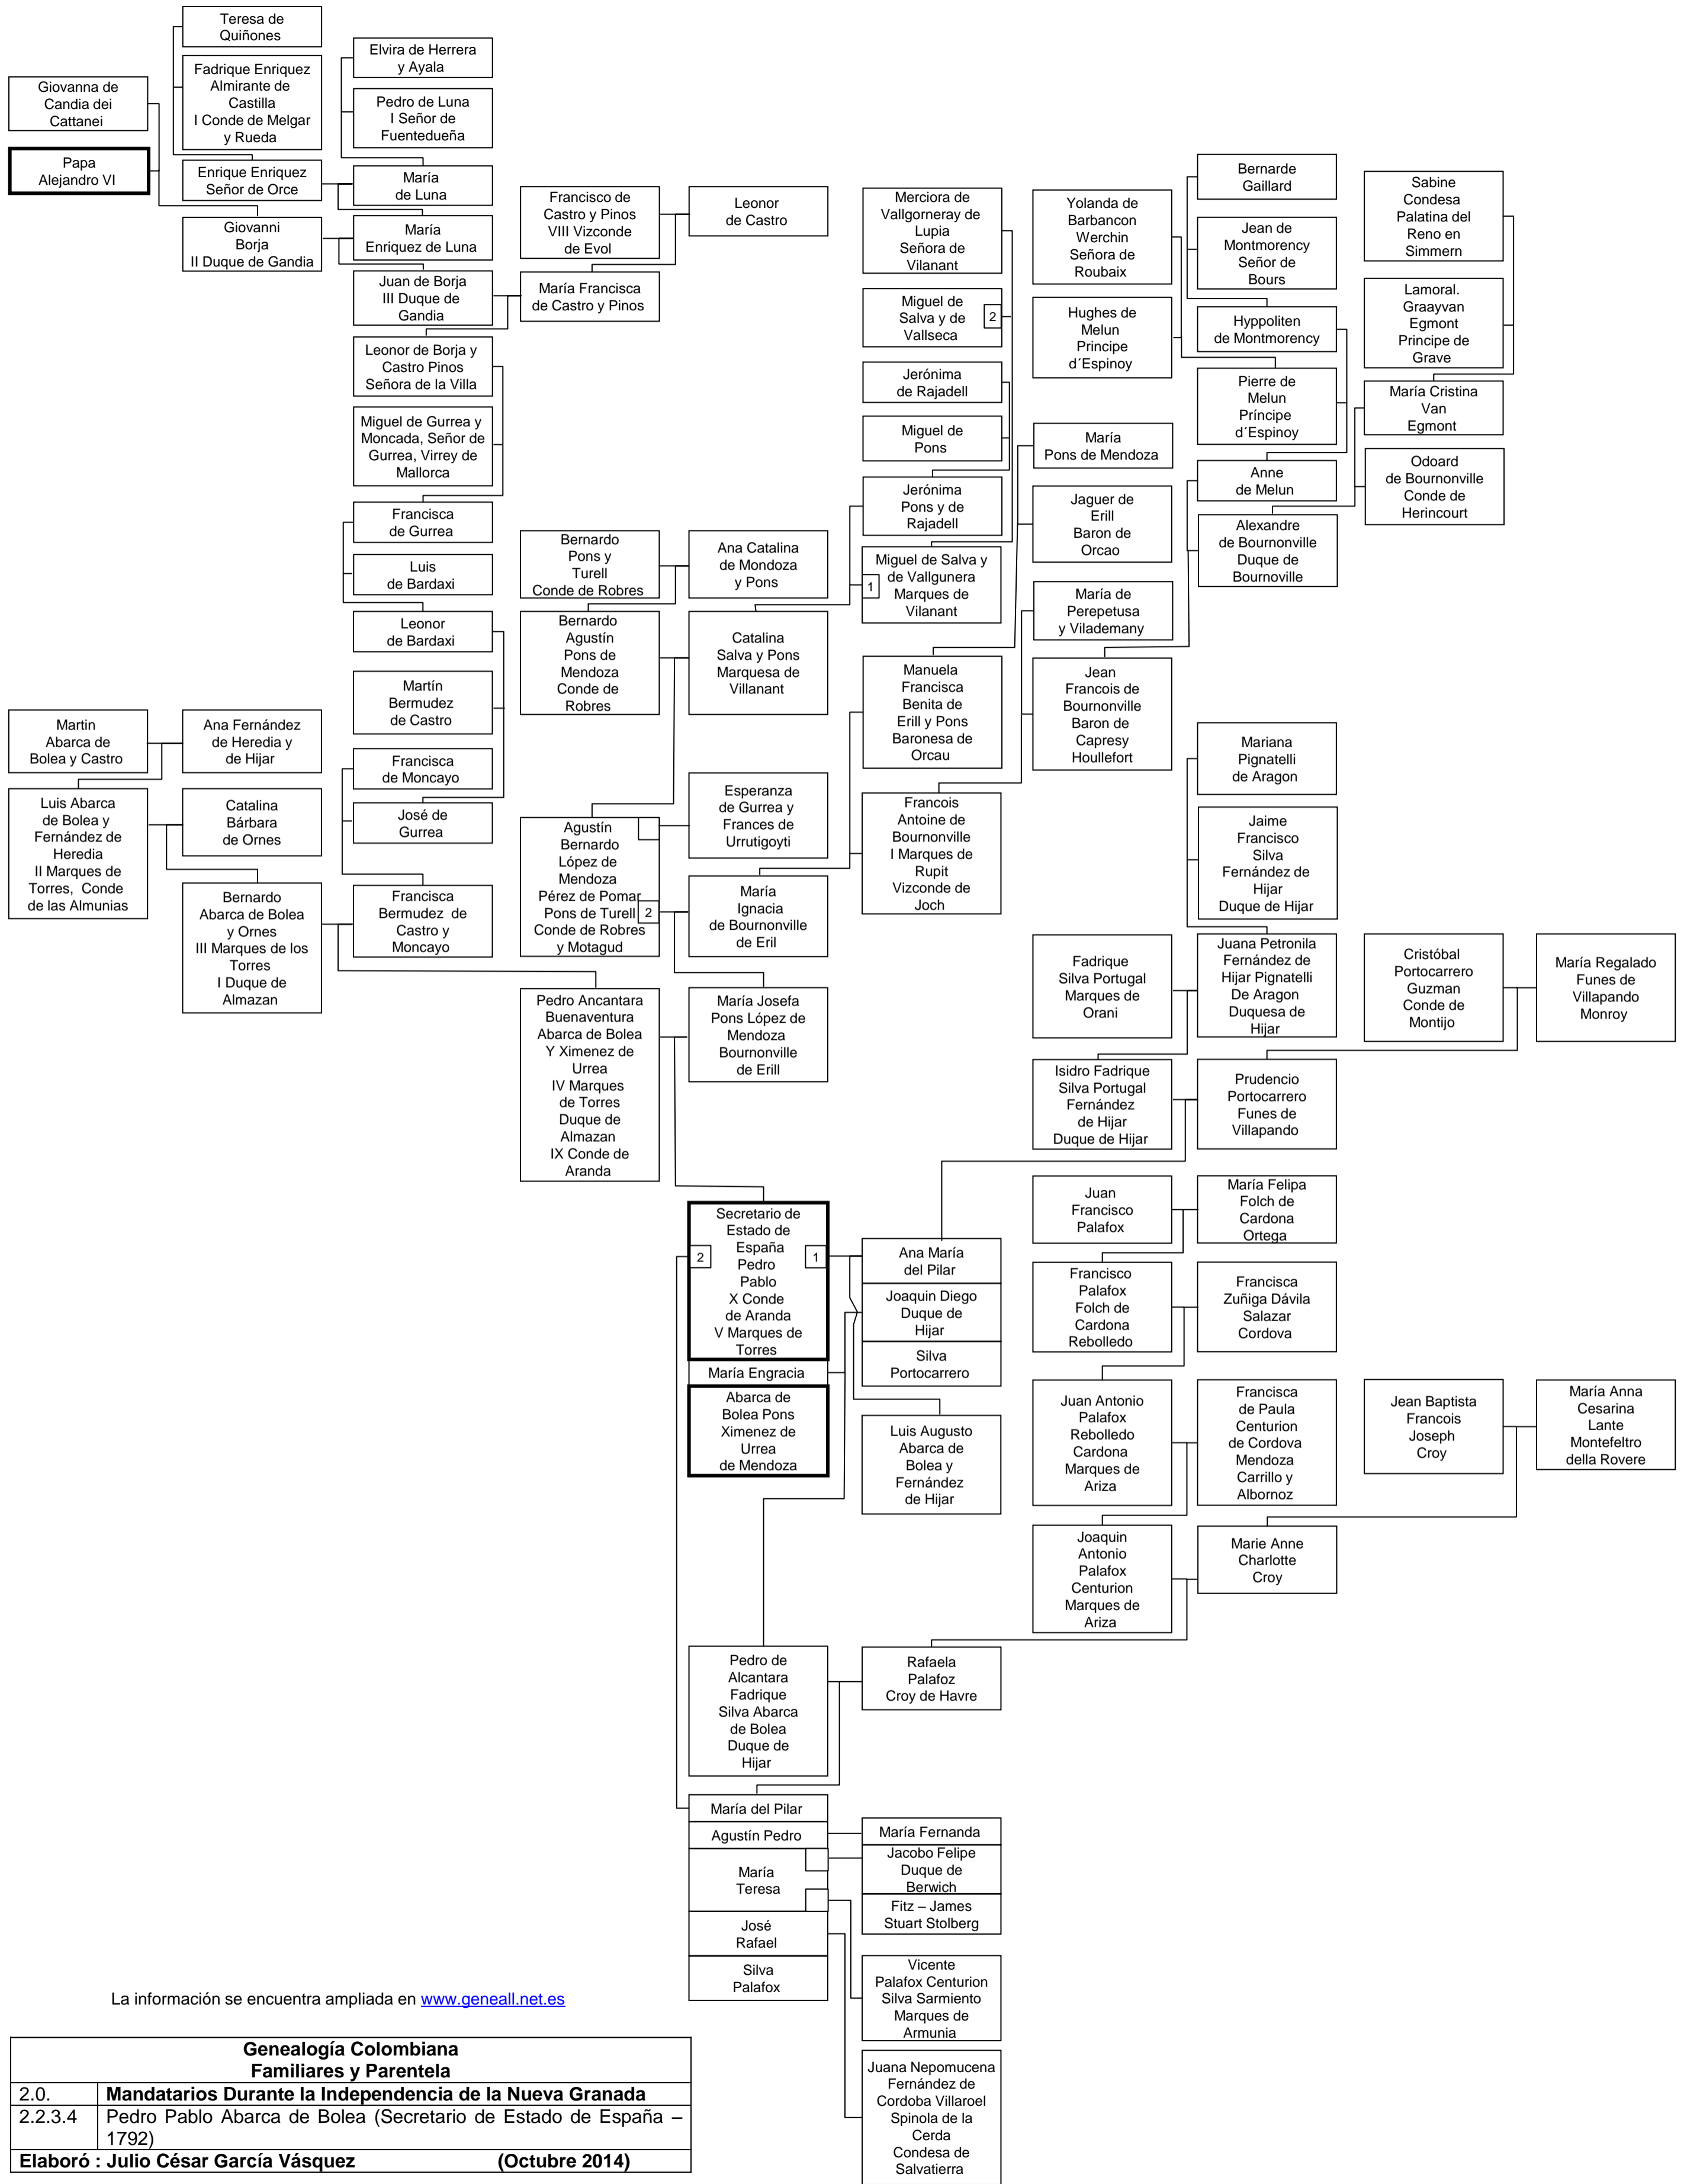 Teresa de
Quiñones
Fadrique Enriquez
Almirante de
Castilla
I Conde de Melgar
y Rueda
Elvira de Herrera
y Ayala
Pedro de Luna
I Señor de
Fuentedueña
Giovanna de
Candia dei
Cattanei
Papa
Alejandro VI
Enrique Enriquez
Señor de Orce
María
de Luna
Giovanni
Borja
II Duque de Gandia
María
Enriquez de Luna
Francisco de
Castro y Pinos
VIII Vizconde
de Evol
Leonor
de Castro
Juan de Borja
III Duque de
Gandia
María Francisca
de Castro y Pinos
Leonor de Borja y
Castro Pinos
Señora de la Villa
Miguel de Gurrea y
Moncada, Señor de
Gurrea, Virrey de
Mallorca
Francisca
de Gurrea
Luis
de Bardaxi
Leonor
de Bardaxi
Martín
Bermudez
de Castro
Francisca
de Moncayo
José de
Gurrea
Francisca
Bermudez de
Castro y
Moncayo
Martin
Abarca de
Bolea y Castro
Ana Fernández
de Heredia y
de Hijar
Luis Abarca
de Bolea y
Fernández de
Heredia
II Marques de
Torres, Conde
de las Almunias
Catalina
Bárbara
de Ornes
Bernardo
Abarca de Bolea
y Ornes
III Marques de los
Torres
I Duque de
Almazan
Bernardo
Pons y
Turell
Conde de Robres
Ana Catalina
de Mondoza
y Pons
Bernardo
Agustín
Pons de
Mendoza
Conde de
Robres
Catalina
Salva y Pons
Marquesa de
Villanant
Esperanza
de Gurrea y
Frances de
Urrutigoyti
Agustín
Bernardo
López de
Mendoza
Pérez de Pomar
Pons de Turell
Conde de Robres
y Motagud
2
María
Ignacia
de Bournonville
de Eril
Pedro Ancantara
Buenaventura
Abarca de Bolea
Y Ximenez de
Urrea
IV Marques
de Torres
Duque de
Almazan
IX Conde de
Aranda
María Josefa
Pons López de
Mendoza
Bournonville
de Erill
Merciora de
Vallgorneray de
Lupia
Señora de
Vilanant
Miguel de
Salva y de
Vallseca
2
Jerónima
de Rajadell
Miguel de
Pons
Jerónima
Pons y de
Rajadell
Miguel de Salva y
de Vallgunera
Marques de
Vilanant
1
Manuela
Francisca
Benita de
Erill y Pons
Baronesa de
Orcau
Francois
Antoine de
Bournonville
I Marques de
Rupit
Vizconde de
Joch
Yolanda de
Barbancon
Werchin
Señora de
Roubaix
Hughes de
Melun
Principe
d´Espinoy
María
Pons de Mendoza
Jaguer de
Erill
Baron de
Orcao
María de
Perepetusa
y Vilademany
Jean
Francois de
Bournonville
Baron de
Capresy
Houllefort
Bernarde
Gaillard
Jean de
Montmorency
Señor de
Bours
Hyppoliten
de Montmorency
Pierre de
Melun
Príncipe
d´Espinoy
Anne
de Melun
Alexandre
de Bournonville
Duque de
Bournoville
Sabine
Condesa
Palatina del
Reno en
Simmern
Lamoral.
Graayvan
Egmont
Principe de
Grave
María Cristina
Van
Egmont
Odoard
de Bournonville
Conde de
Herincourt
Mariana
Pignatelli
de Aragon
Jaime
Francisco
Silva
Fernández de
Hijar
Duque de Hijar
Fadrique
Silva Portugal
Marques de
Orani
Juana Petronila
Fernández de
Hijar Pignatelli
De Aragon
Duquesa de
Hijar
Cristóbal
Portocarrero
Guzman
Conde de
Montijo
María Regalado
Funes de
Villapando
Monroy
Isidro Fadrique
Silva Portugal
Fernández
de Hijar
Duque de Hijar
Prudencio
Portocarrero
Funes de
Villapando
Secretario de
Estado de
España
Pedro
Pablo
X Conde
de Aranda
V Marques de
Torres
2
1
María Engracia
Abarca de
Bolea Pons
Ximenez de
Urrea
de Mendoza
Ana María
del Pilar
Joaquin Diego
Duque de
Hijar
Silva
Portocarrero
Luis Augusto
Abarca de
Bolea y
Fernández
de Hijar
Juan
Francisco
Palafox
María Felipa
Folch de
Cardona
Ortega
Francisco
Palafox
Folch de
Cardona
Rebolledo
Francisca
Zuñiga Dávila
Salazar
Cordova
Juan Antonio
Palafox
Rebolledo
Cardona
Marques de
Ariza
Francisca
de Paula
Centurion
de Cordova
Mendoza
Carrillo y
Albornoz
Jean Baptista
Francois
Joseph
Croy
María Anna
Cesarina
Lante
Montefeltro
della Rovere
Joaquin
Antonio
Palafox
Centurion
Marques de
Ariza
Marie Anne
Charlotte
Croy
Pedro de
Alcantara
Fadrique
Silva Abarca
de Bolea
Duque de
Hijar
Rafaela
Palafoz
Croy de Havre
María del Pilar
Agustín Pedro
María
Teresa
José
Rafael
Silva
Palafox
María Fernanda
Jacobo Felipe
Duque de
Berwich
Fitz – James
Stuart Stolberg
Vicente
Palafox Centurion
Silva Sarmiento
Marques de
Armunia
Juana Nepomucena
Fernández de
Cordoba Villaroel
Spinola de la
Cerda
Condesa de
Salvatierra
La información se encuentra ampliada en www.geneall.net.es
Genealogía Colombiana
Familiares y Parentela
2.0. Mandatarios Durante la Independencia de la Nueva Granada
2.2.3.4 Pedro Pablo Abarca de Bolea (Secretario de Estado de España –
1792)
Elaboró : Julio César García Vásquez (Octubre 2014)